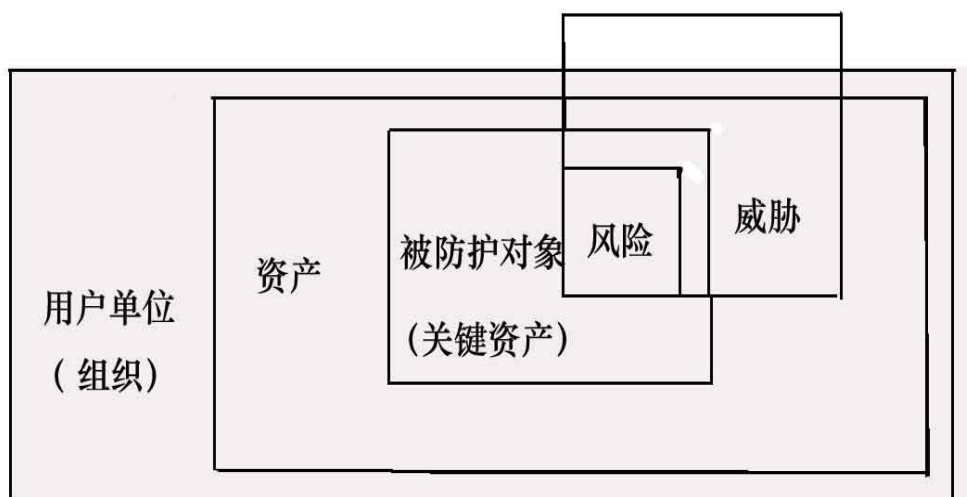 用户单位
（组织）
资产
被防护对象
（关键资产）
风险
威胁